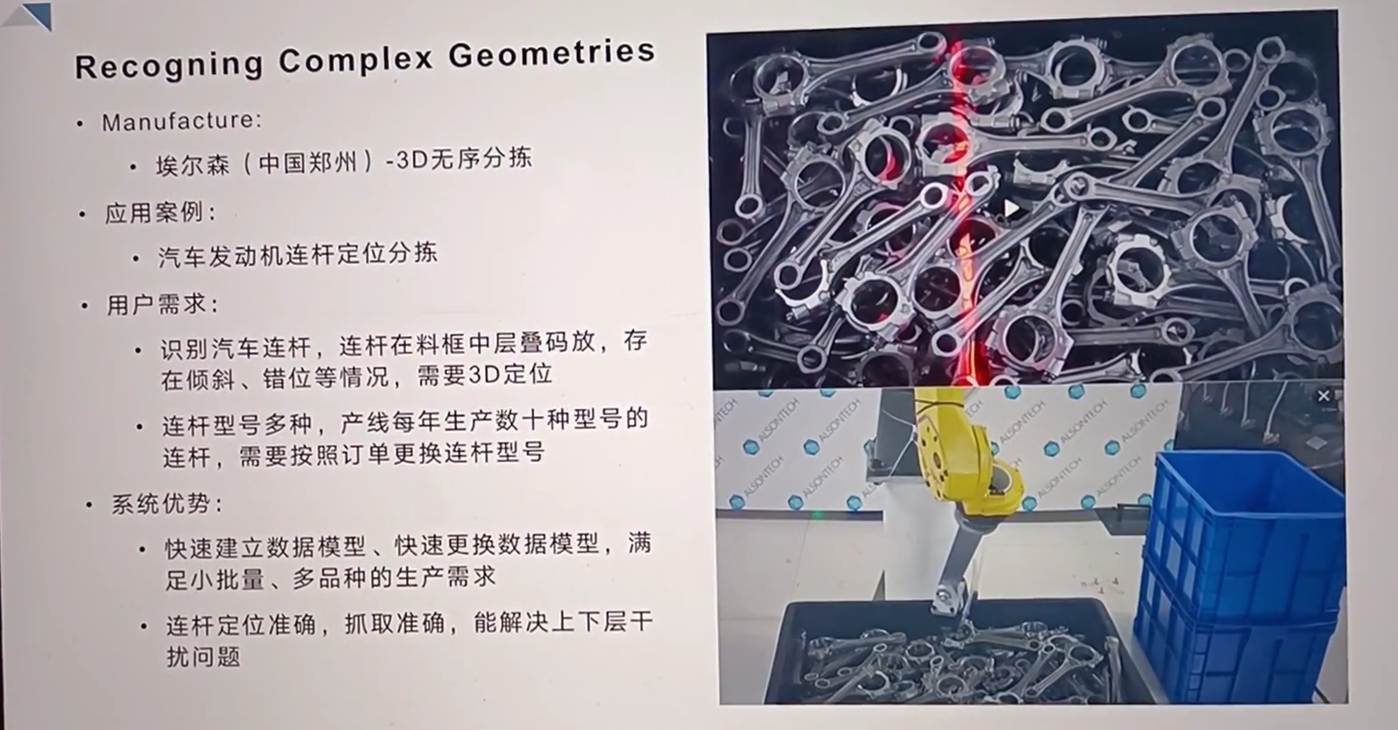 Recogning Complex Geometries
• Manufacture:
• 埃尔森（中国郑州）-3D无序分拣
• 应用案例：
• 汽车发动机连杆定位分拣
• 用户需求：
• 识别汽车连杆，连杆在料框中层叠码放，存
在倾斜、错位等情况，需要3D定位
• 连杆型号多种，产线每年生产数十种型号的
连杆，需要按照订单更换连杆型号
• 系统优势：
• 快速建立数据模型、快速更换数据模型，满
足小批量、多品种的生产需求
• 连杆定位准确，抓取准确，能解决上下层干
扰问题
ALSONTECH
ALSONTECH
ALSONTECH
ALSONTECH
ALSONTECH